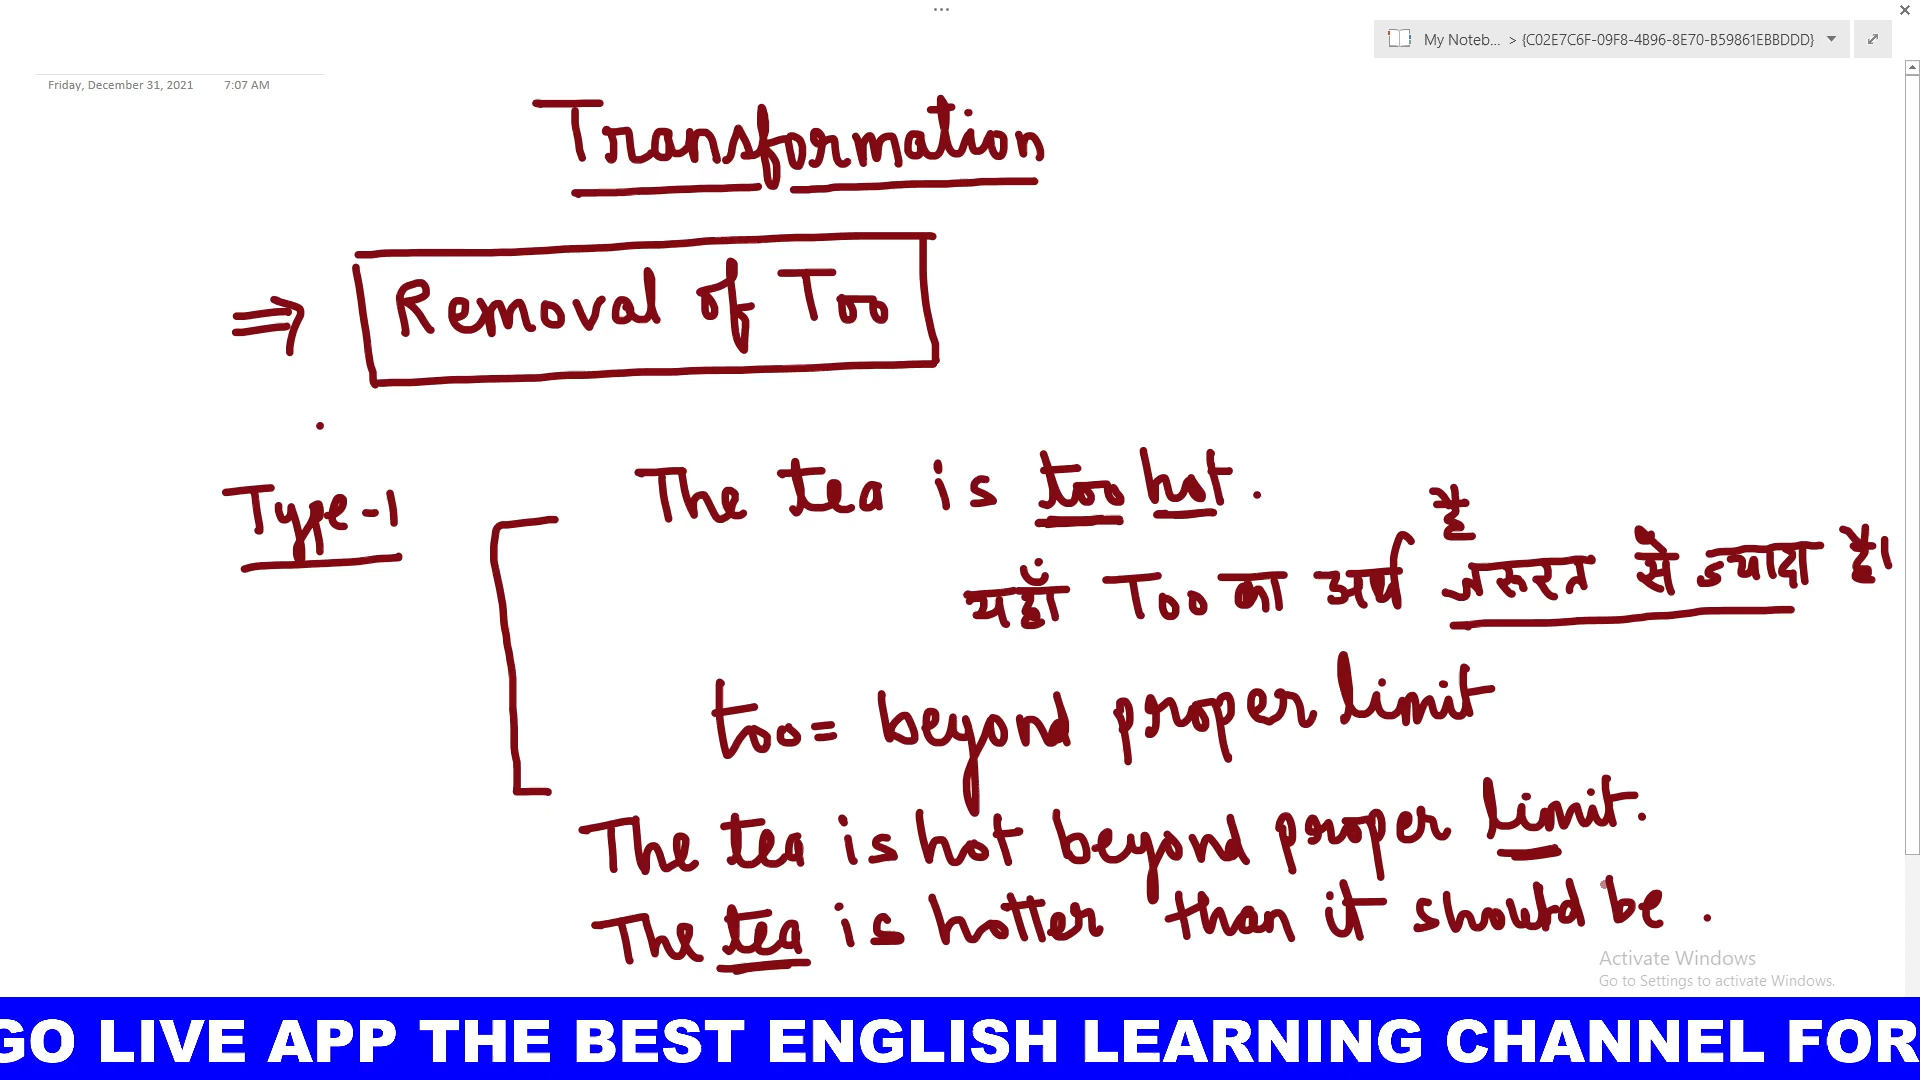 ...
My Noteb... > {C02E7C6F-09F8-4B96-8E70-B59861EBBDDD}
Friday, December 31, 2021 7:07 AM
Transformation
⇒ Removal of Too
Type-1
The tea is too hot.
हैं
यहाँ Too का अर्थ जरूरत से ज्यादा है।
too = beyond proper limit
The tea is hot beyond proper limit.
The tea is hotter than it should be.
Activate Windows
Go to Settings to activate Windows.
GO LIVE APP THE BEST ENGLISH LEARNING CHANNEL FOR